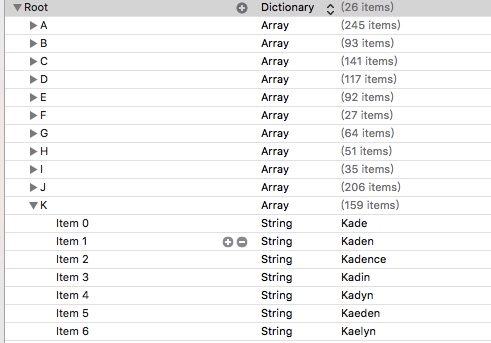 Root Dictionary (26 items)
A Array (245 items)
B Array (93 items)
C Array (141 items)
D Array (117 items)
E Array (92 items)
F Array (27 items)
G Array (64 items)
H Array (51 items)
I Array (35 items)
J Array (206 items)
K Array (159 items)
Item 0 String Kade
Item 1 String Kaden
Item 2 String Kadence
Item 3 String Kadin
Item 4 String Kadyn
Item 5 String Kaeden
Item 6 String Kaelyn